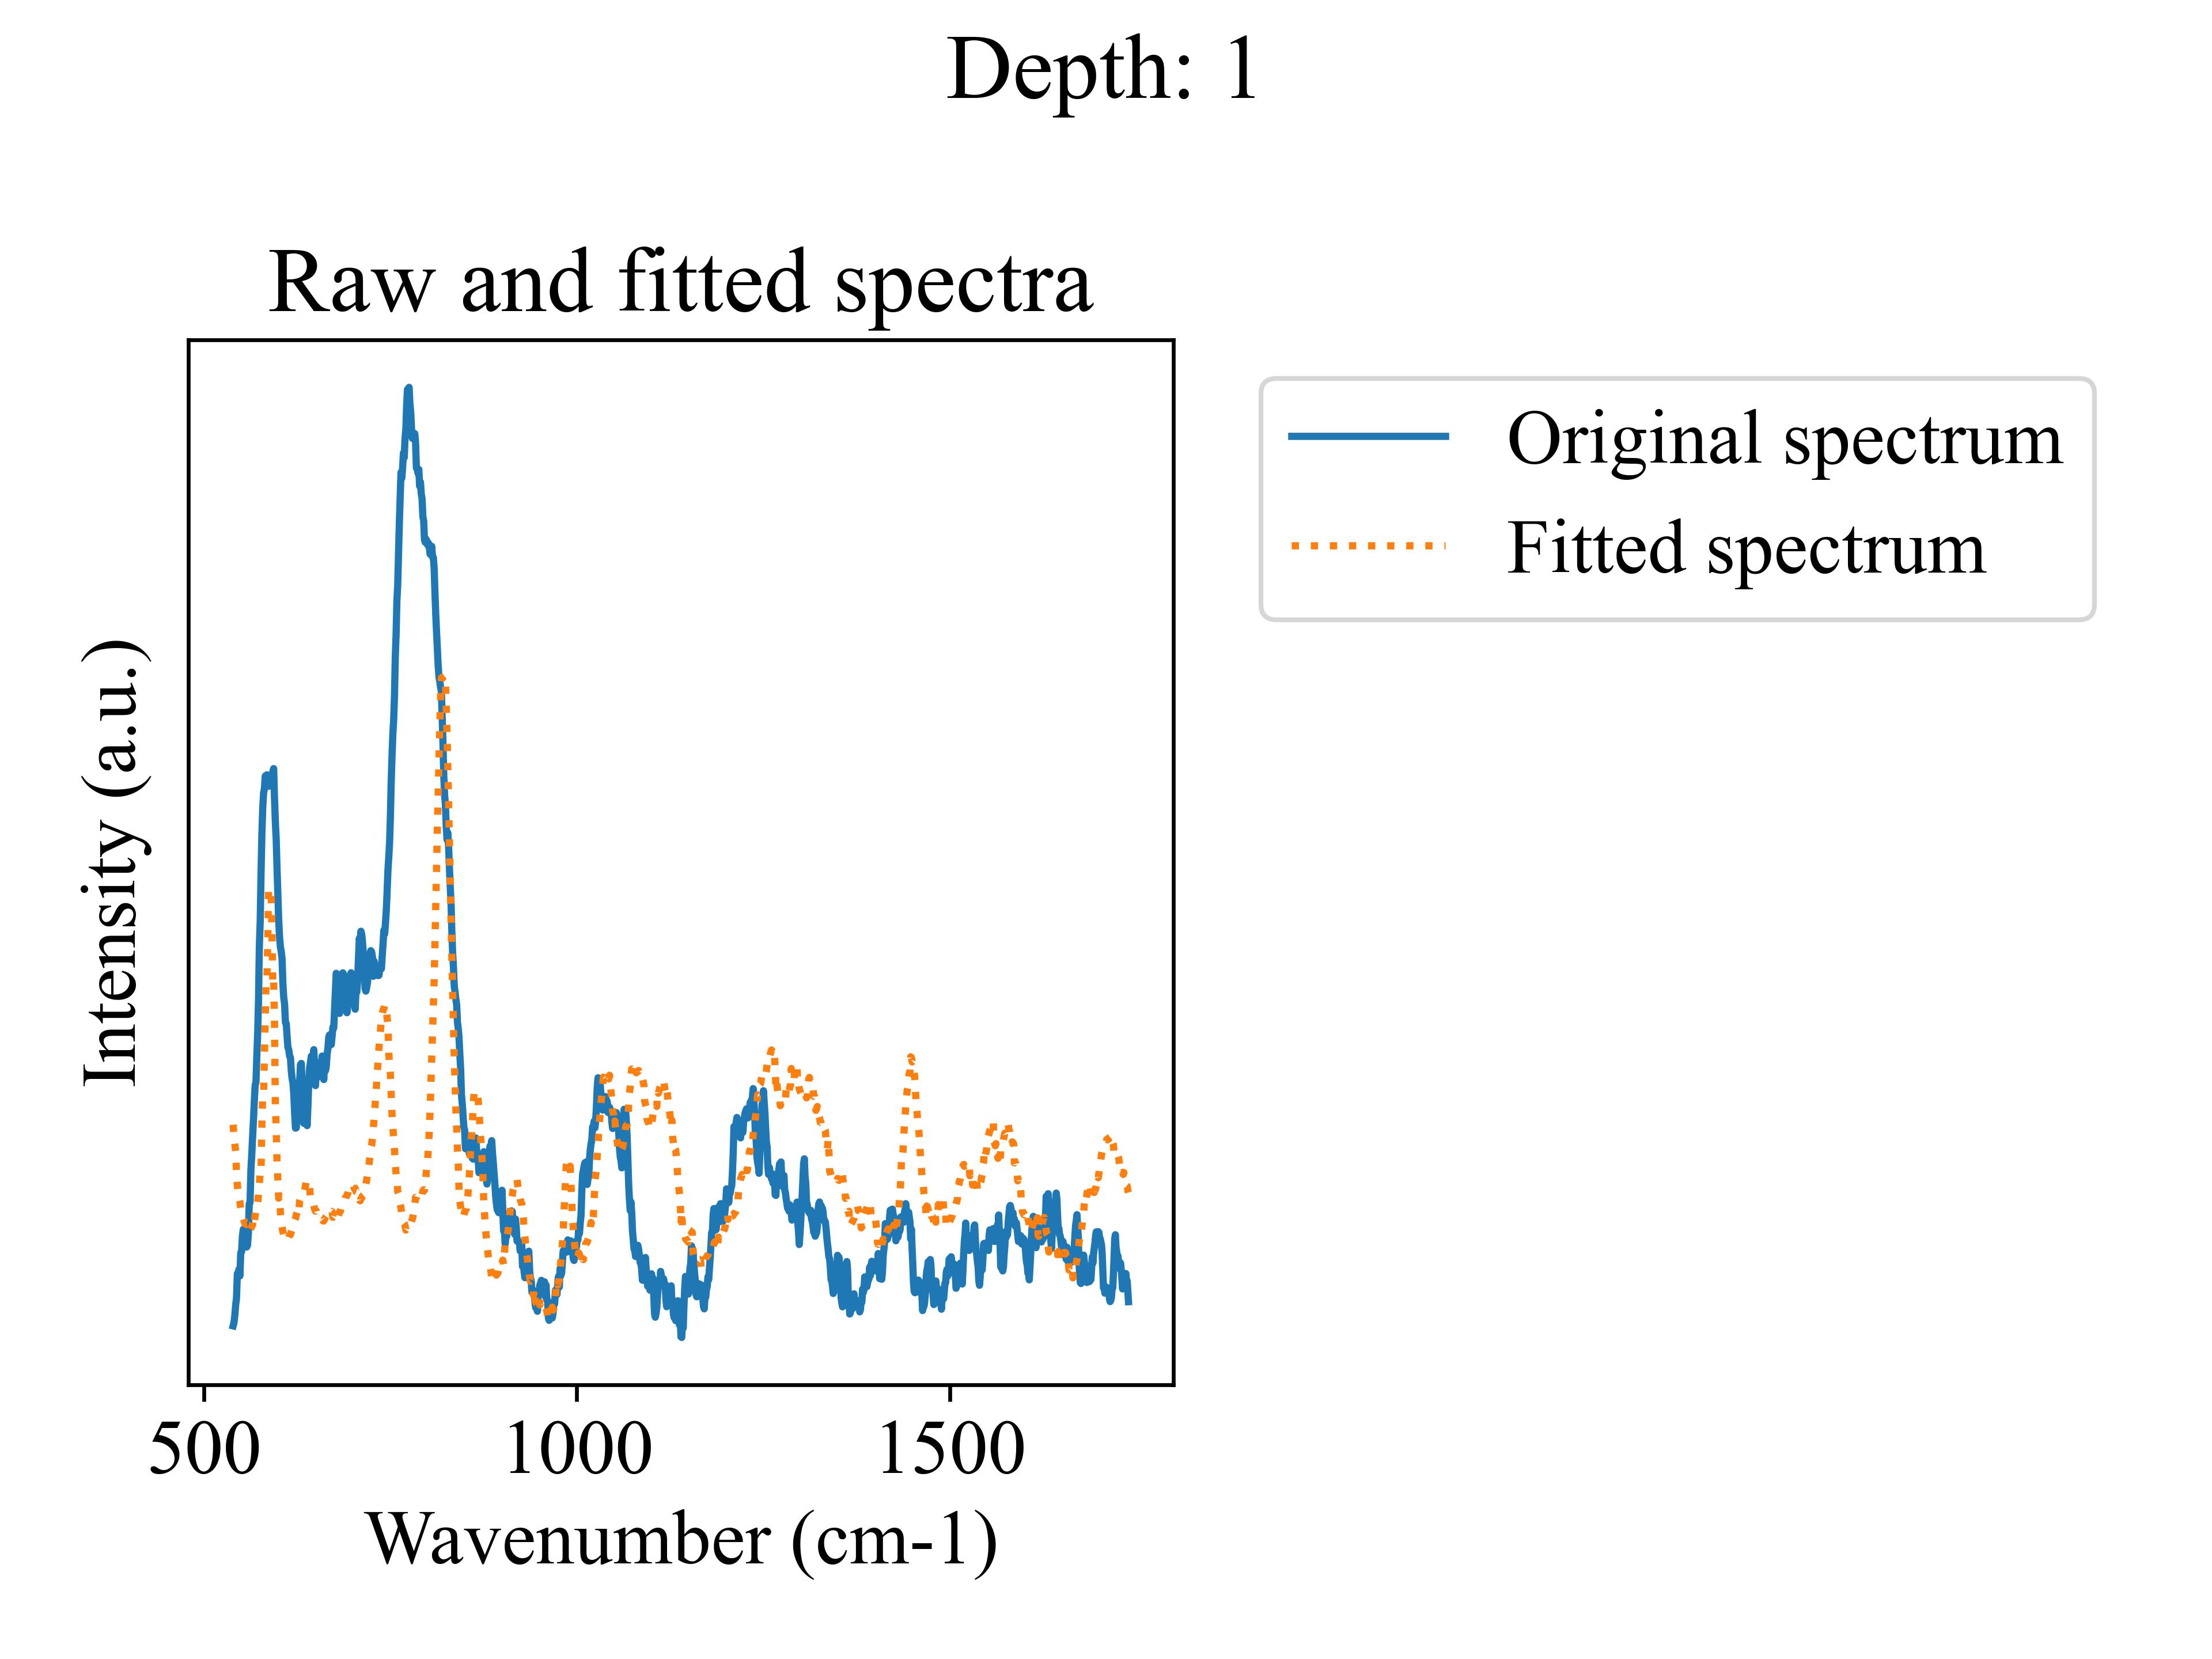 Depth: 1
Raw and fitted spectra
Original spectrum
Fitted spectrum
Intensity (a.u.)
500 1000 1500
Wavenumber (cm-1)